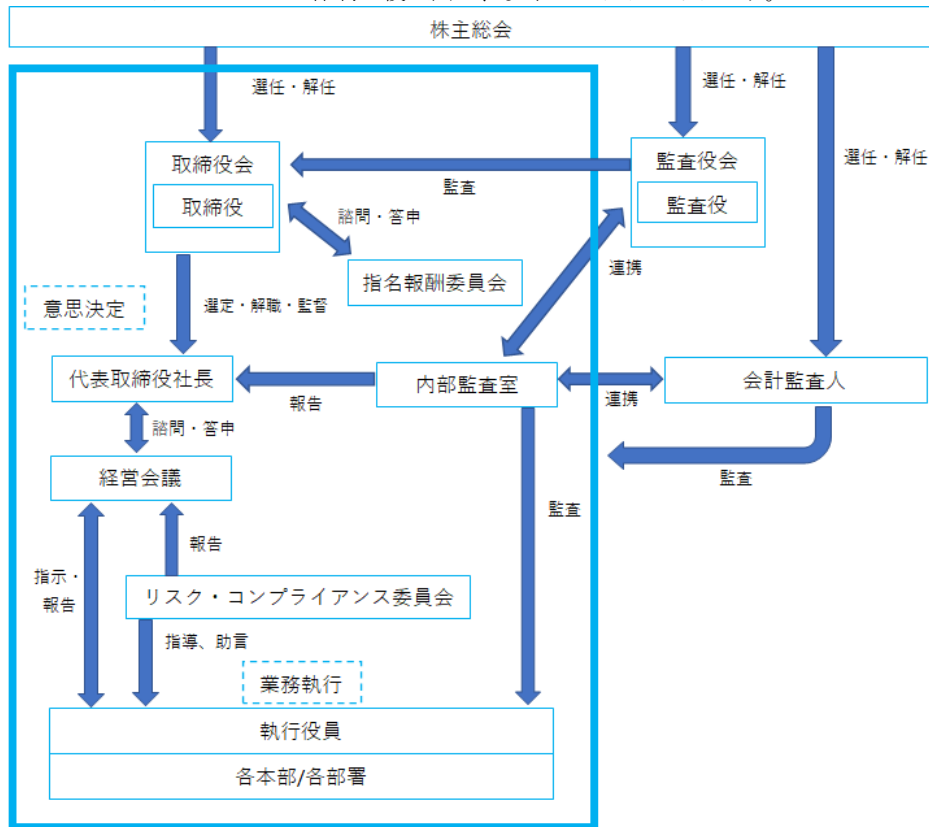 株主総会
選任・解任
選任・解任
選任・解任
取締役会
取締役
監査
監査役会
監査役
諮問・答申
指名報酬委員会
連携
意思決定
選定・解職・監督
代表取締役社長
報告
内部監査室
連携
会計監査人
諮問・答申
経営会議
監査
監査
報告
指示・
報告
リスク・コンプライアンス委員会
指導、助言
業務執行
執行役員
各本部/各部署